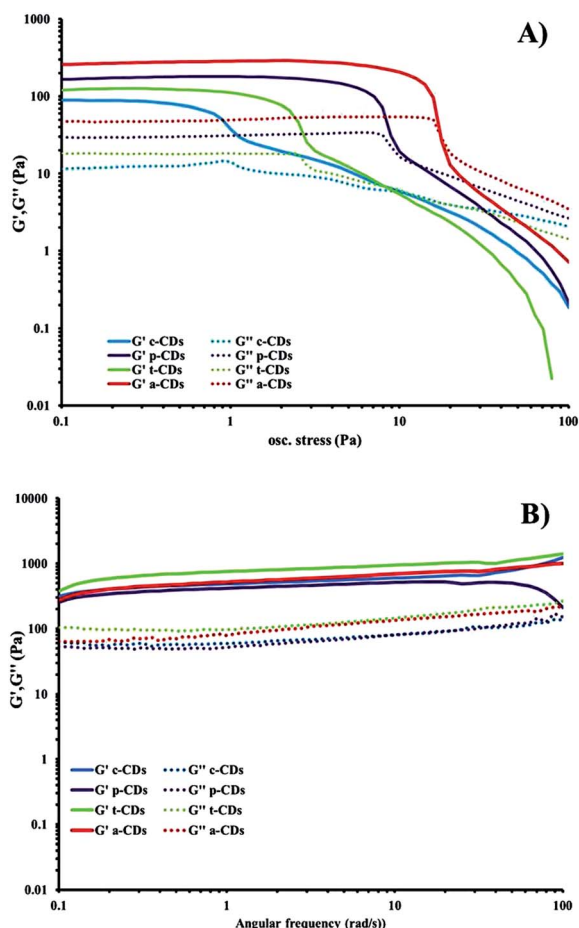 A)
1000
100
10
1
0.1
0.01
G',G'' (Pa)
G' c-CDs G'' c-CDs
G' p-CDs G'' p-CDs
G' t-CDs G'' t-CDs
G' a-CDs G'' a-CDs
0.1 1 10 100
osc. stress (Pa)
B)
10000
1000
100
10
1
0.1
0.01
G',G'' (Pa)
G' c-CDs G'' c-CDs
G' p-CDs G'' p-CDs
G' t-CDs G'' t-CDs
G' a-CDs G'' a-CDs
0.1 1 10 100
Angular frequency (rad/s))